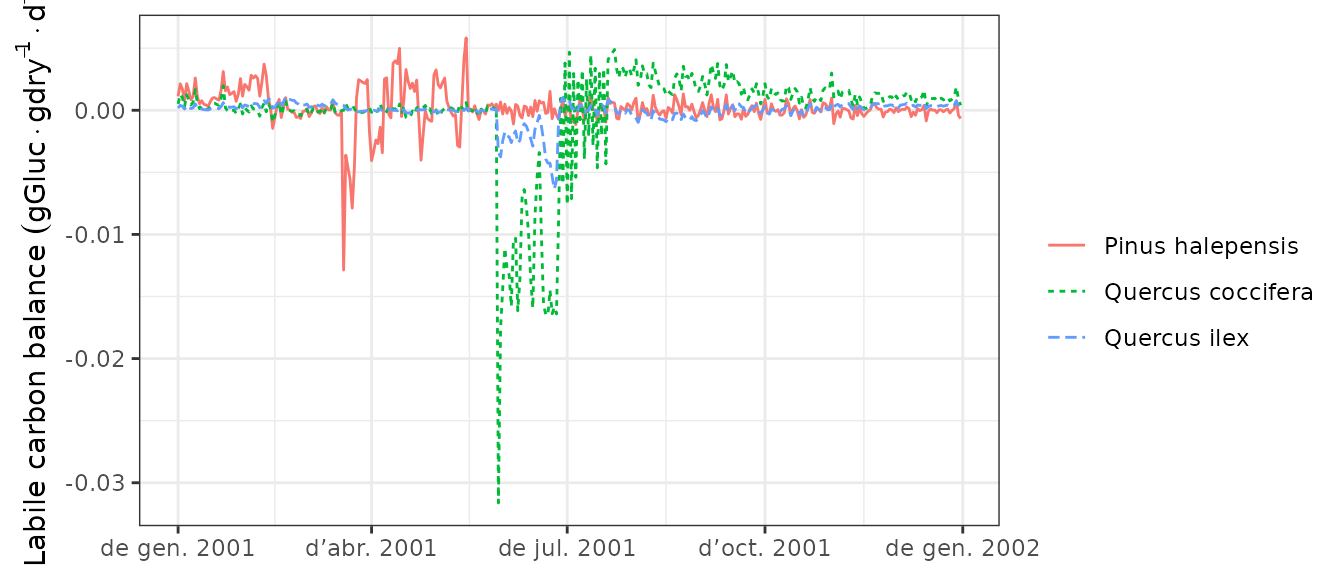 Labile carbon balance (gGluc · gdry⁻¹ · d⁻
0.00
-0.01
-0.02
-0.03
de gen. 2001
d’abr. 2001
de jul. 2001
d’oct. 2001
de gen. 2002
Pinus halepensis
Quercus coccifera
Quercus ilex